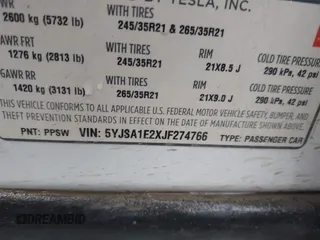 BY TESLA, INC.
WR 2600 kg (5732 lb) WITH TIRES 245/35R21 & 265/35R21
AWR FRT WITH TIRES RIM COLD TIRE PRESSURE
1276 kg (2813 lb) 245/35R21 21X8.5 J 290 kPa, 42 psi
GAWR RR WITH TIRES RIM COLD TIRE PRESSURE
1420 kg (3131 lb) 265/35R21 21X9.0 J 290 kPa, 42 psi
THIS VEHICLE CONFORMS TO ALL APPLICABLE U.S. FEDERAL MOTOR VEHICLE SAFETY, BUMPER,
AND THEFT PREVENTION STANDARDS IN EFFECT ON THE DATE OF MANUFACTURE SHOWN ABOVE.
PNT: PPSW VIN: 5YJSA1E2XJF274766 TYPE: PASSENGER CAR
DREAMBID